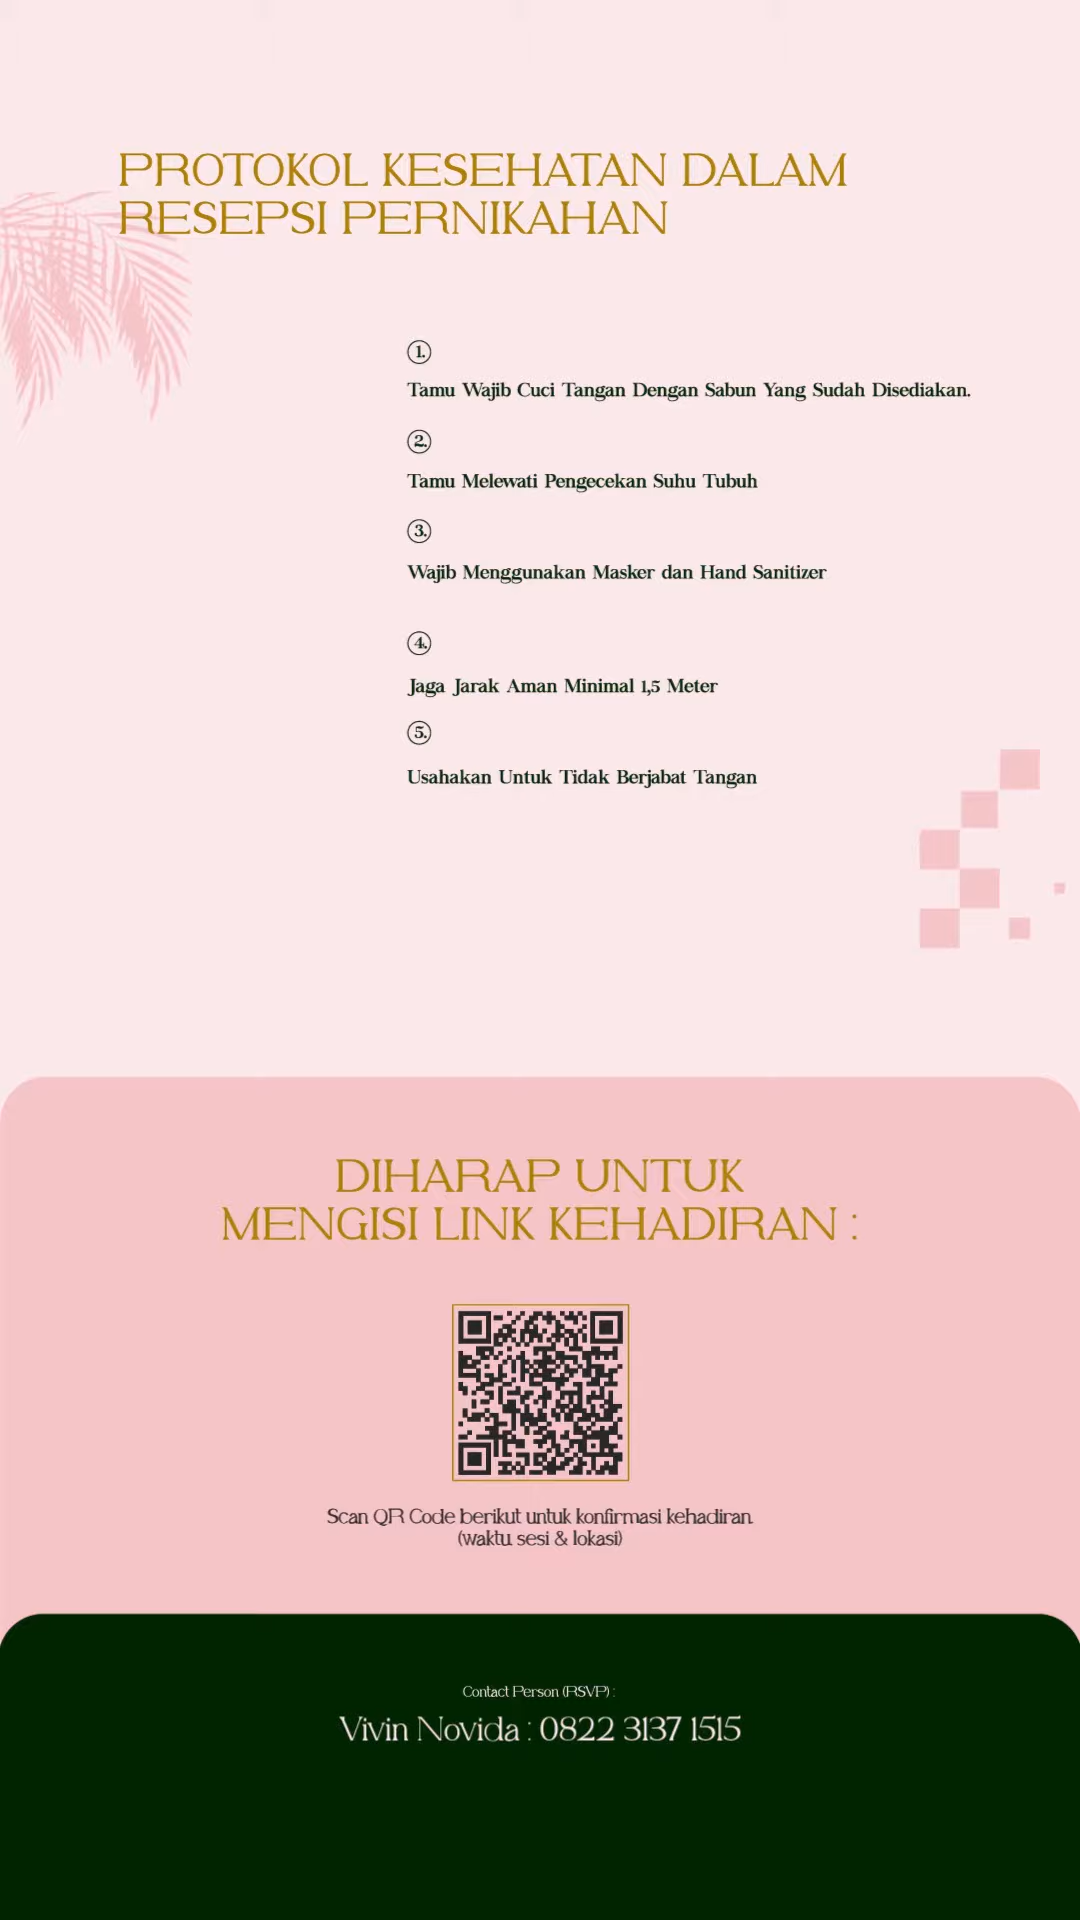 PROTOKOL KESEHATAN DALAM
RESEPSI PERNIKAHAN
1.
Tamu Wajib Cuci Tangan Dengan Sabun Yang Sudah Disediakan.
2.
Tamu Melewati Pengecekan Suhu Tubuh
3.
Wajib Menggunakan Masker dan Hand Sanitizer
4.
Jaga Jarak Aman Minimal 1,5 Meter
5.
Usahakan Untuk Tidak Berjabat Tangan
DIHARAP UNTUK
MENGISI LINK KEHADIRAN :
Scan QR Code berikut untuk konfirmasi kehadiran.
(waktu sesi & lokasi)
Contact Person (RSVP) :
Vivin Novida : 0822 3137 1515